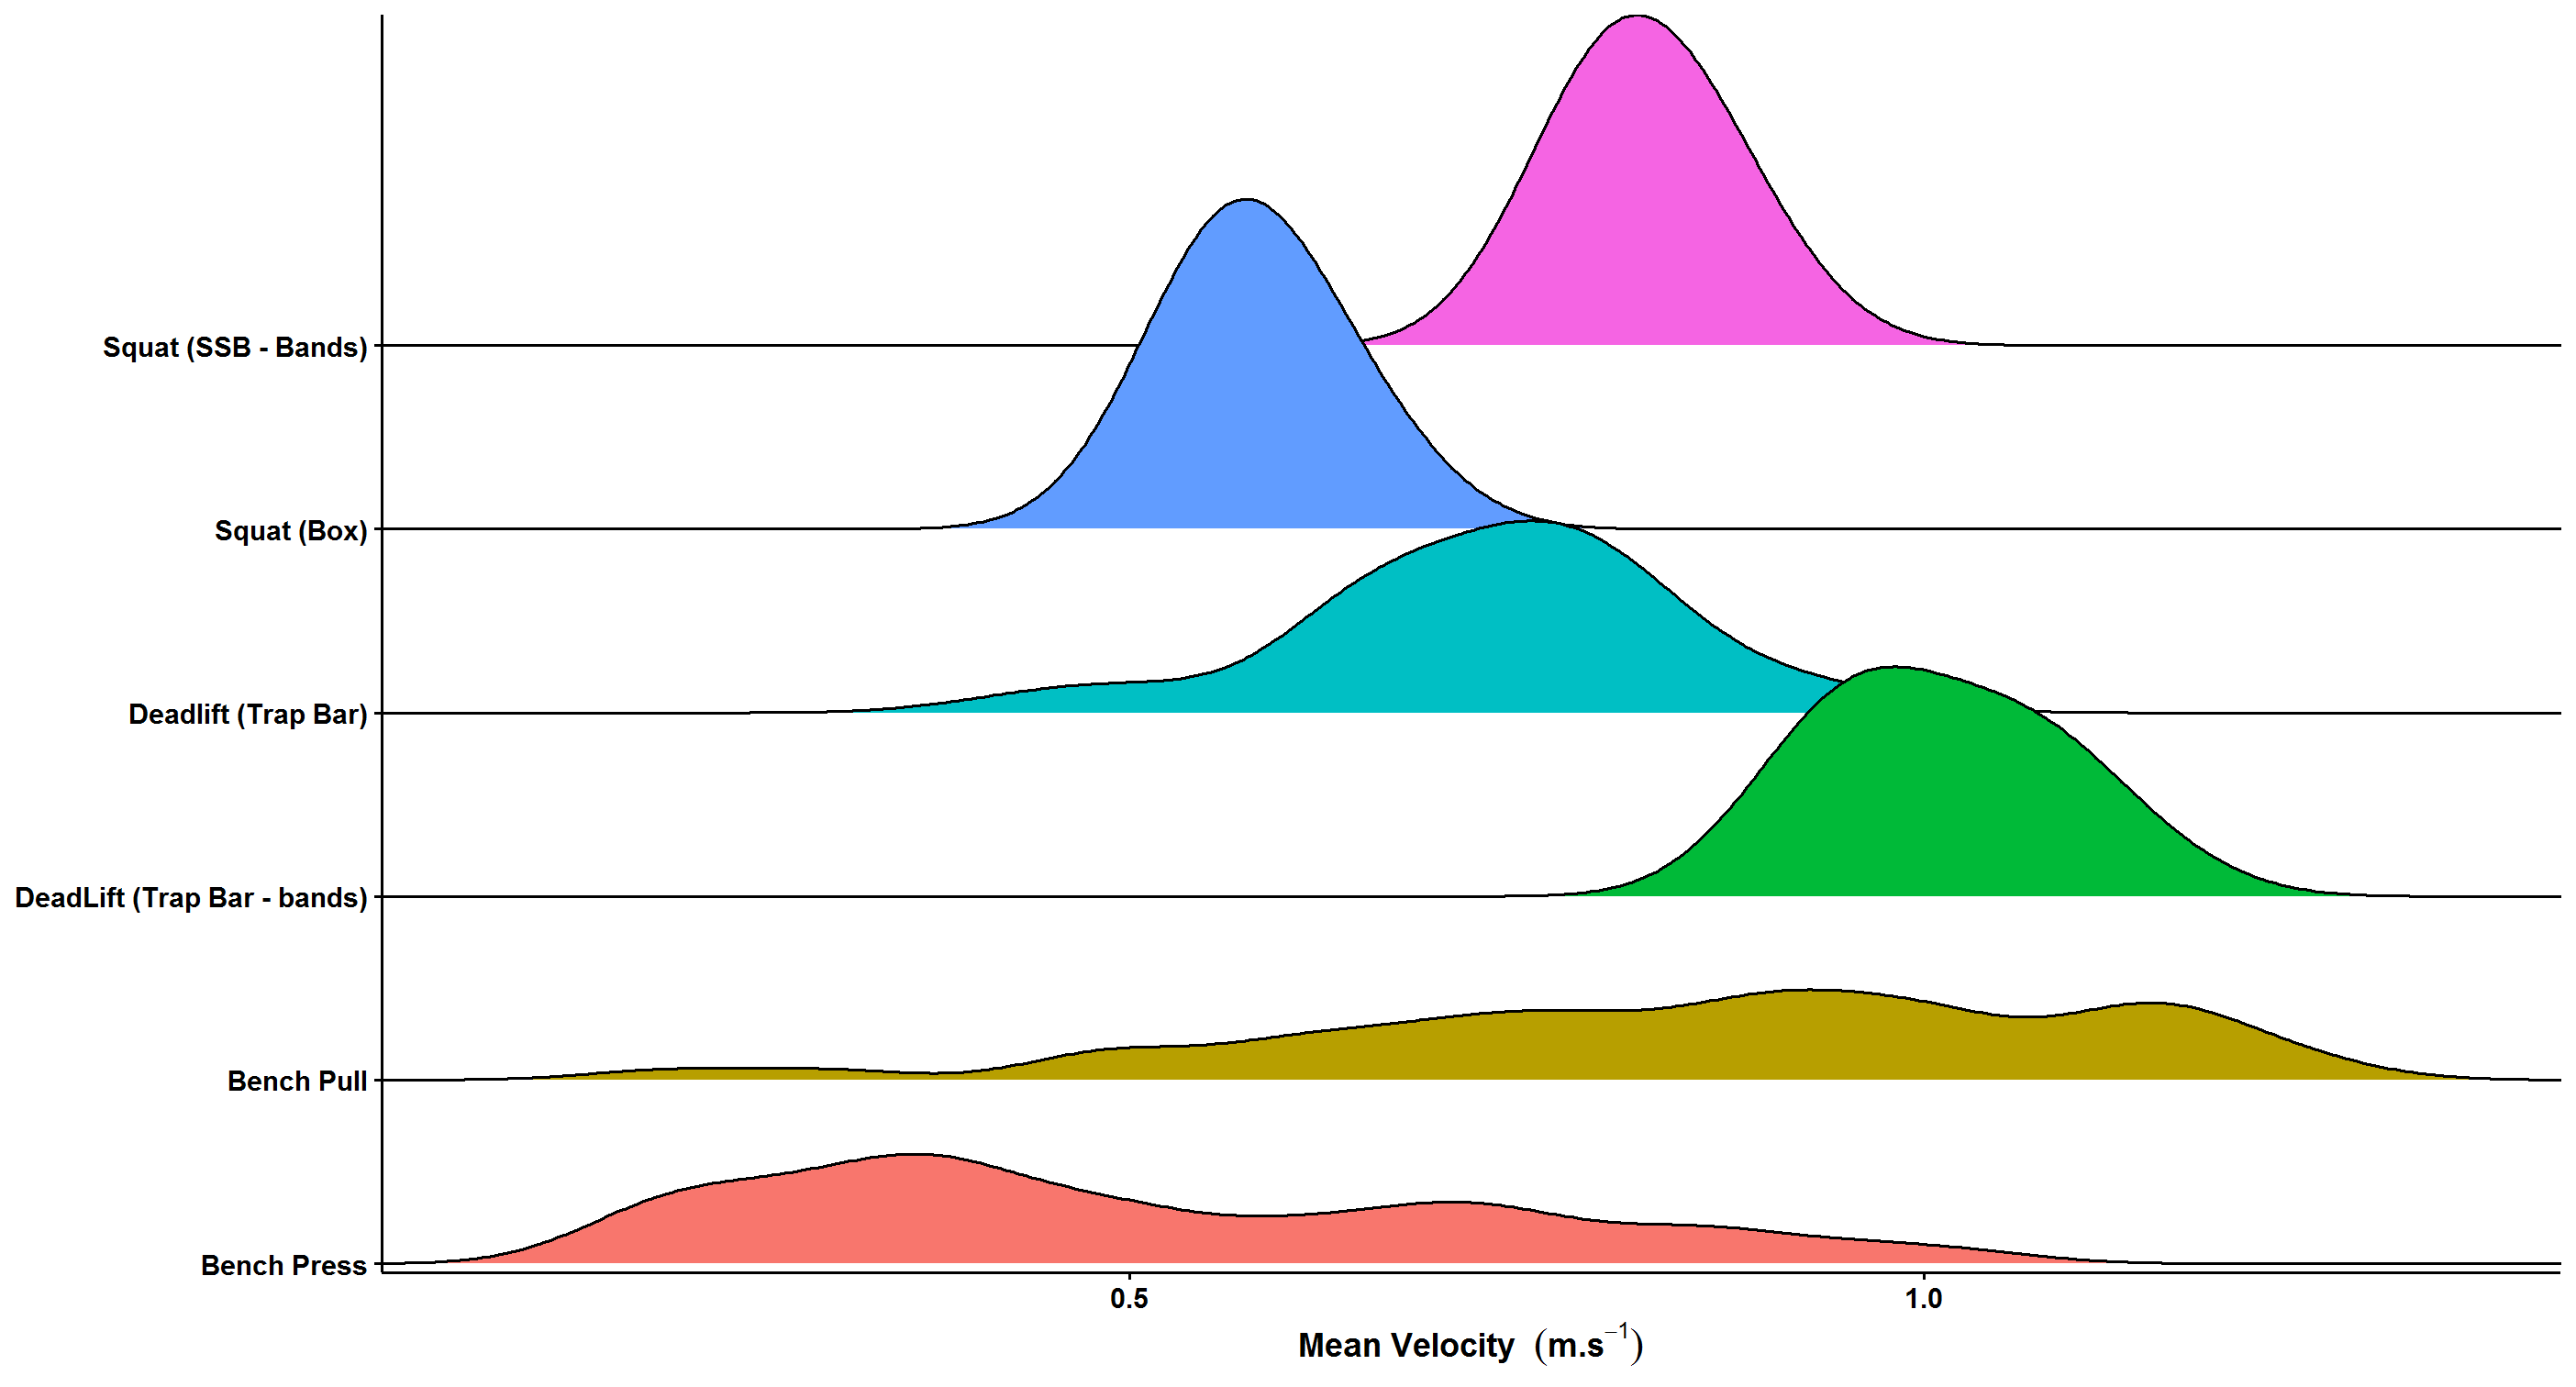 Squat (SSB - Bands)
Squat (Box)
Deadlift (Trap Bar)
DeadLift (Trap Bar - bands)
Bench Pull
Bench Press
0.5 1.0
Mean Velocity (m.s⁻¹)